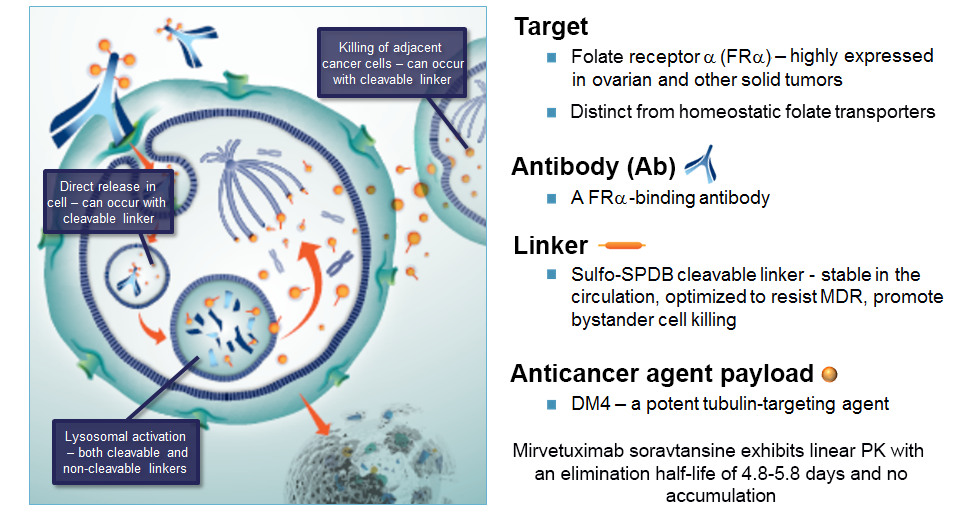 Killing of adjacent
cancer cells – can occur
with cleavable linker
Direct release in
cell – can occur with
cleavable linker
Lysosomal activation
– both cleavable and
non-cleavable linkers
Target
Folate receptor α (FRα) – highly expressed
in ovarian and other solid tumors
Distinct from homeostatic folate transporters
Antibody (Ab)
A FRα-binding antibody
Linker
Sulfo-SPDB cleavable linker - stable in the
circulation, optimized to resist MDR, promote
bystander cell killing
Anticancer agent payload
DM4 – a potent tubulin-targeting agent
Mirvetuximab soravtansine exhibits linear PK with
an elimination half-life of 4.8-5.8 days and no
accumulation